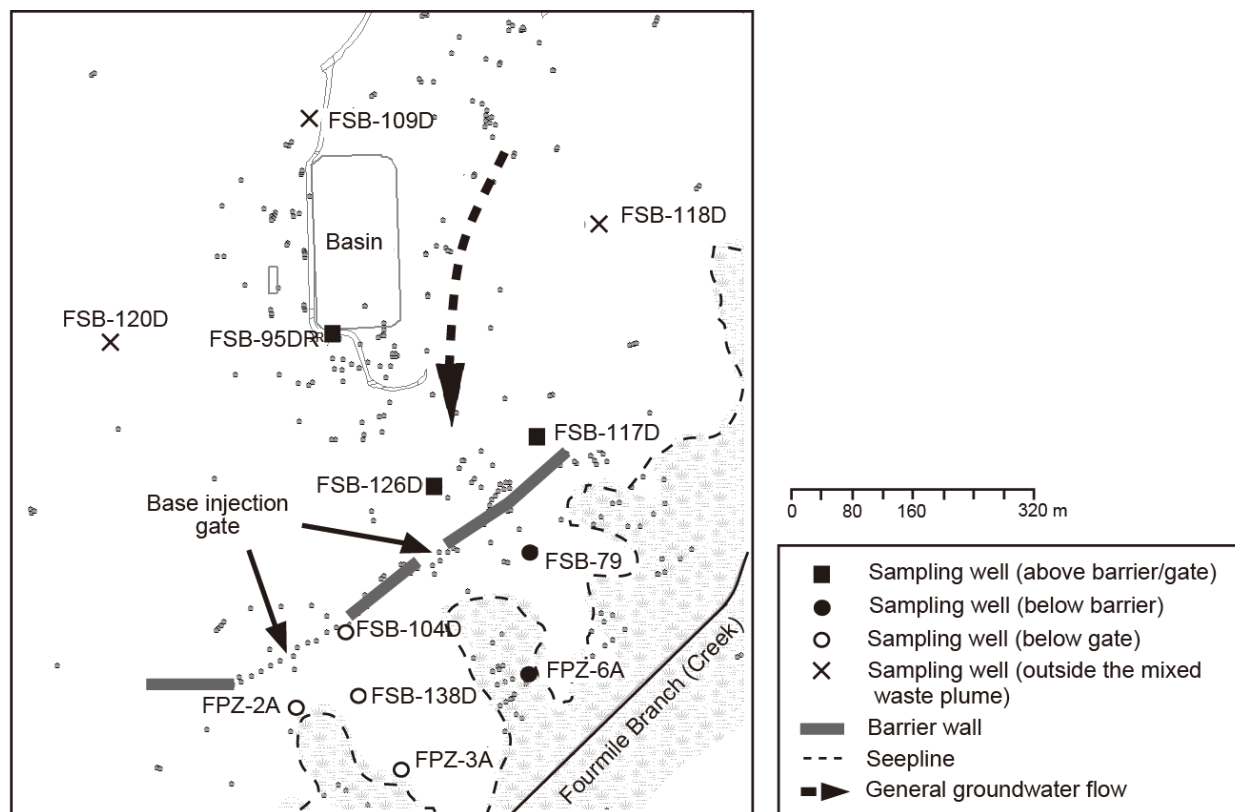 FSB-109D
FSB-118D
Basin
FSB-120D
FSB-95DR
FSB-117D
FSB-126D
Base injection
gate
FSB-79
FSB-104D
FPZ-6A
FSB-138D
FPZ-2A
FPZ-3A
Fourmile Branch (Creek)
0 80 160 320 m
Sampling well (above barrier/gate)
Sampling well (below barrier)
Sampling well (below gate)
Sampling well (outside the mixed
waste plume)
Barrier wall
Seepline
General groundwater flow